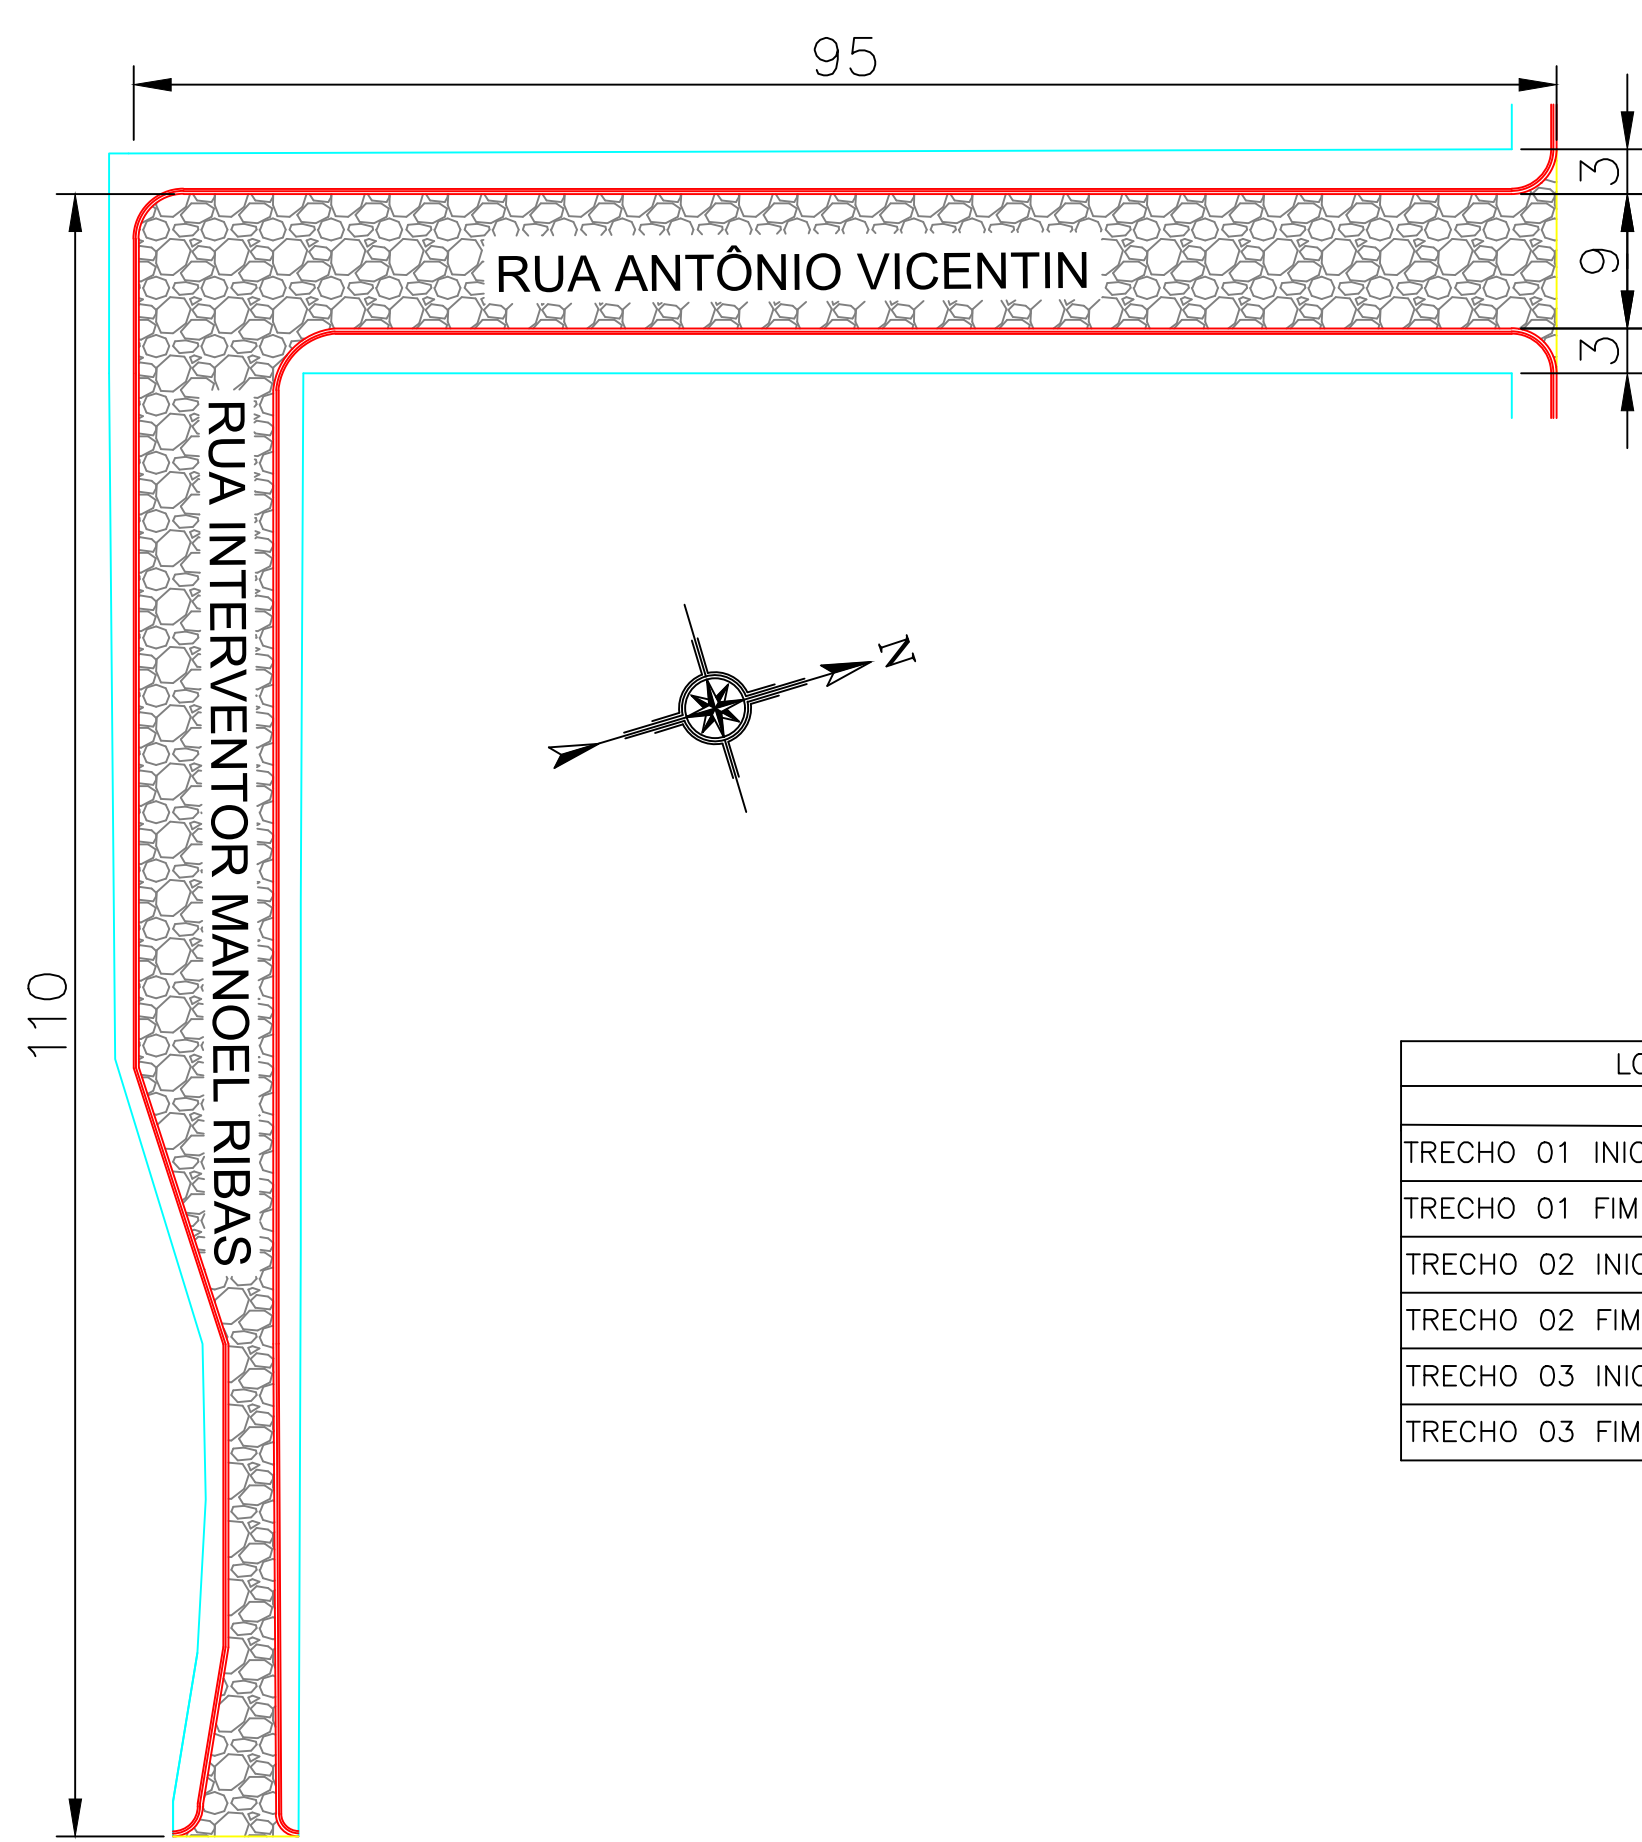 95
3
9
3
RUA ANTÔNIO VICENTIN
RUA INTERVENTOR MANOEL RIBAS
N
110
TRECHO 01
TRECHO 01 FIM
TRECHO 02
TRECHO 02 FIM
TRECHO 03
TRECHO 03 FIM